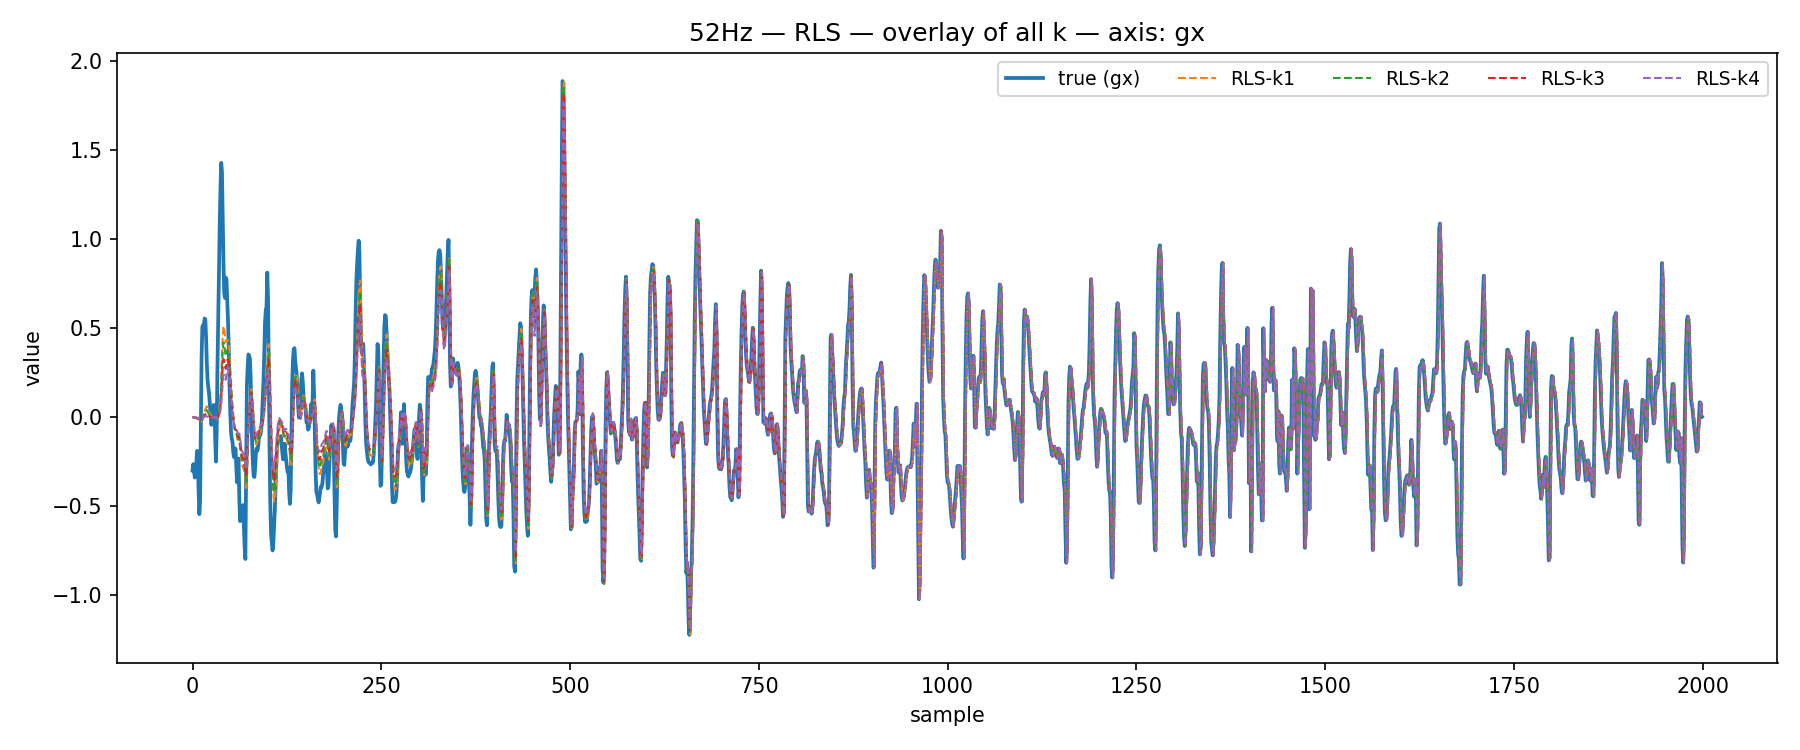 52Hz — RLS — overlay of all k — axis: gx
true (gx) RLS-k1 RLS-k2 RLS-k3 RLS-k4
2.0
1.5
1.0
0.5
0.0
−0.5
−1.0
value
0 250 500 750 1000 1250 1500 1750 2000
sample